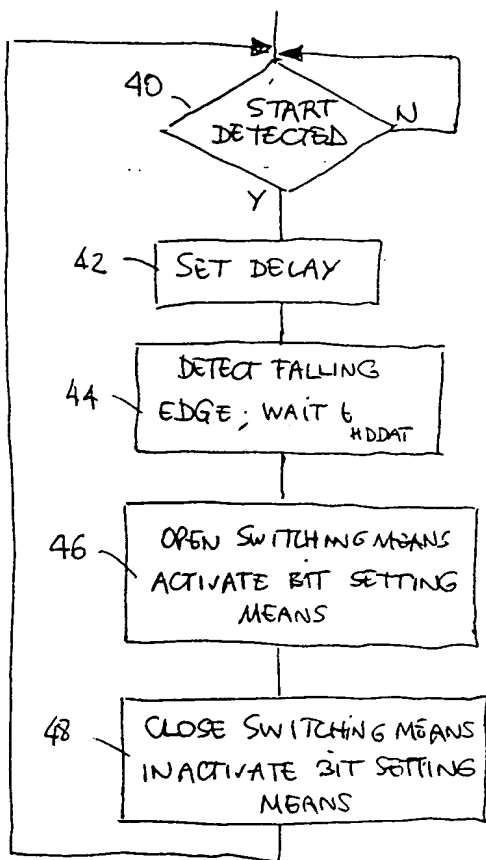 40
START
DETECTED
N
Y
42
SET DELAY
44
DETECT FALLING
EDGE; WAIT t HDDAT
46
OPEN SWITCHING MEANS
ACTIVATE BIT SETTING
MEANS
48
CLOSE SWITCHING MEANS
INACTIVATE BIT SETTING
MEANS